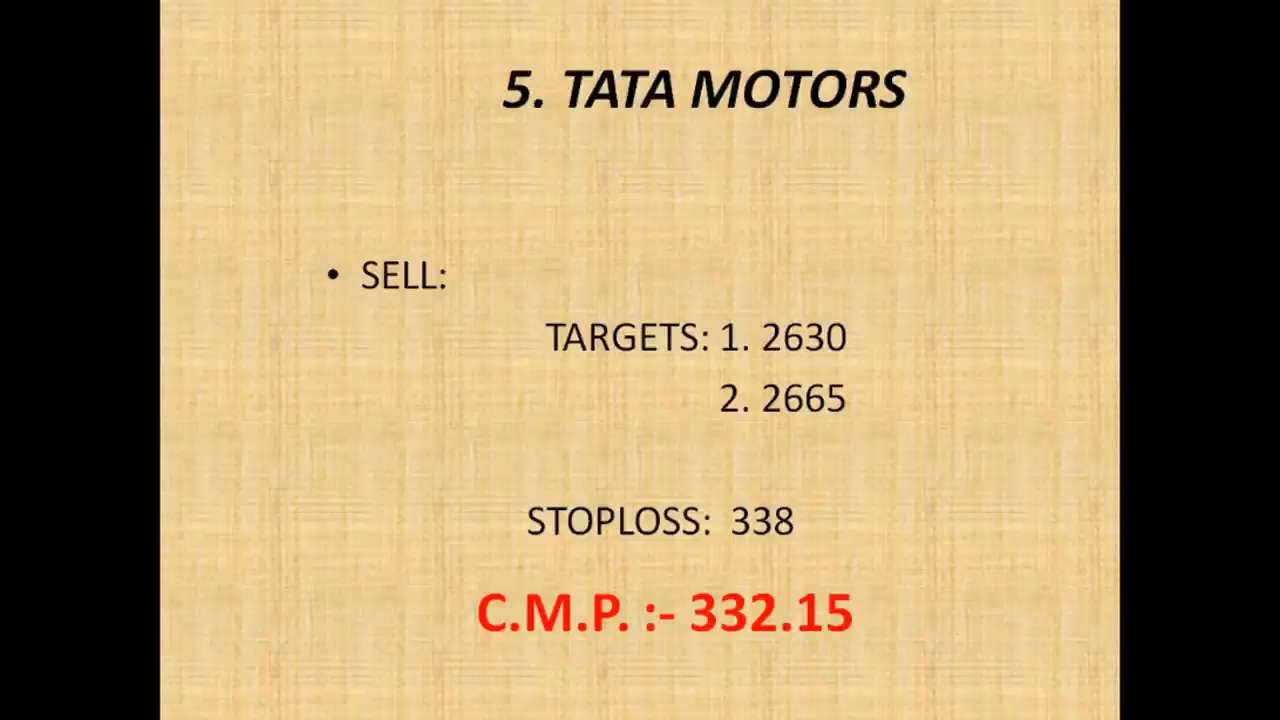 5. TATA MOTORS
• SELL:
TARGETS: 1. 2630
2. 2665
STOPLOSS: 338
C.M.P. :- 332.15